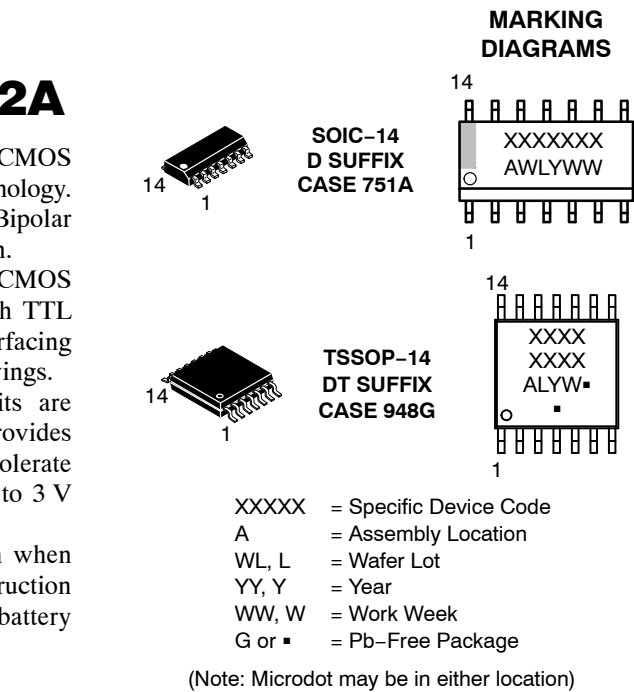 2A
CMOS
nology.
Bipolar
n.
CMOS
h TTL
rfacing
vings.
its are
rovides
olerate
to 3 V
n when
ruction
battery
MARKING
DIAGRAMS
14
1
SOIC−14
D SUFFIX
CASE 751A
14
XXXXXXX
AWLYWW
1
14
1
TSSOP−14
DT SUFFIX
CASE 948G
14
XXXX
XXXX
ALYW▪
▪
1
XXXXX = Specific Device Code
A = Assembly Location
WL, L = Wafer Lot
YY, Y = Year
WW, W = Work Week
G or ▪ = Pb−Free Package
(Note: Microdot may be in either location)